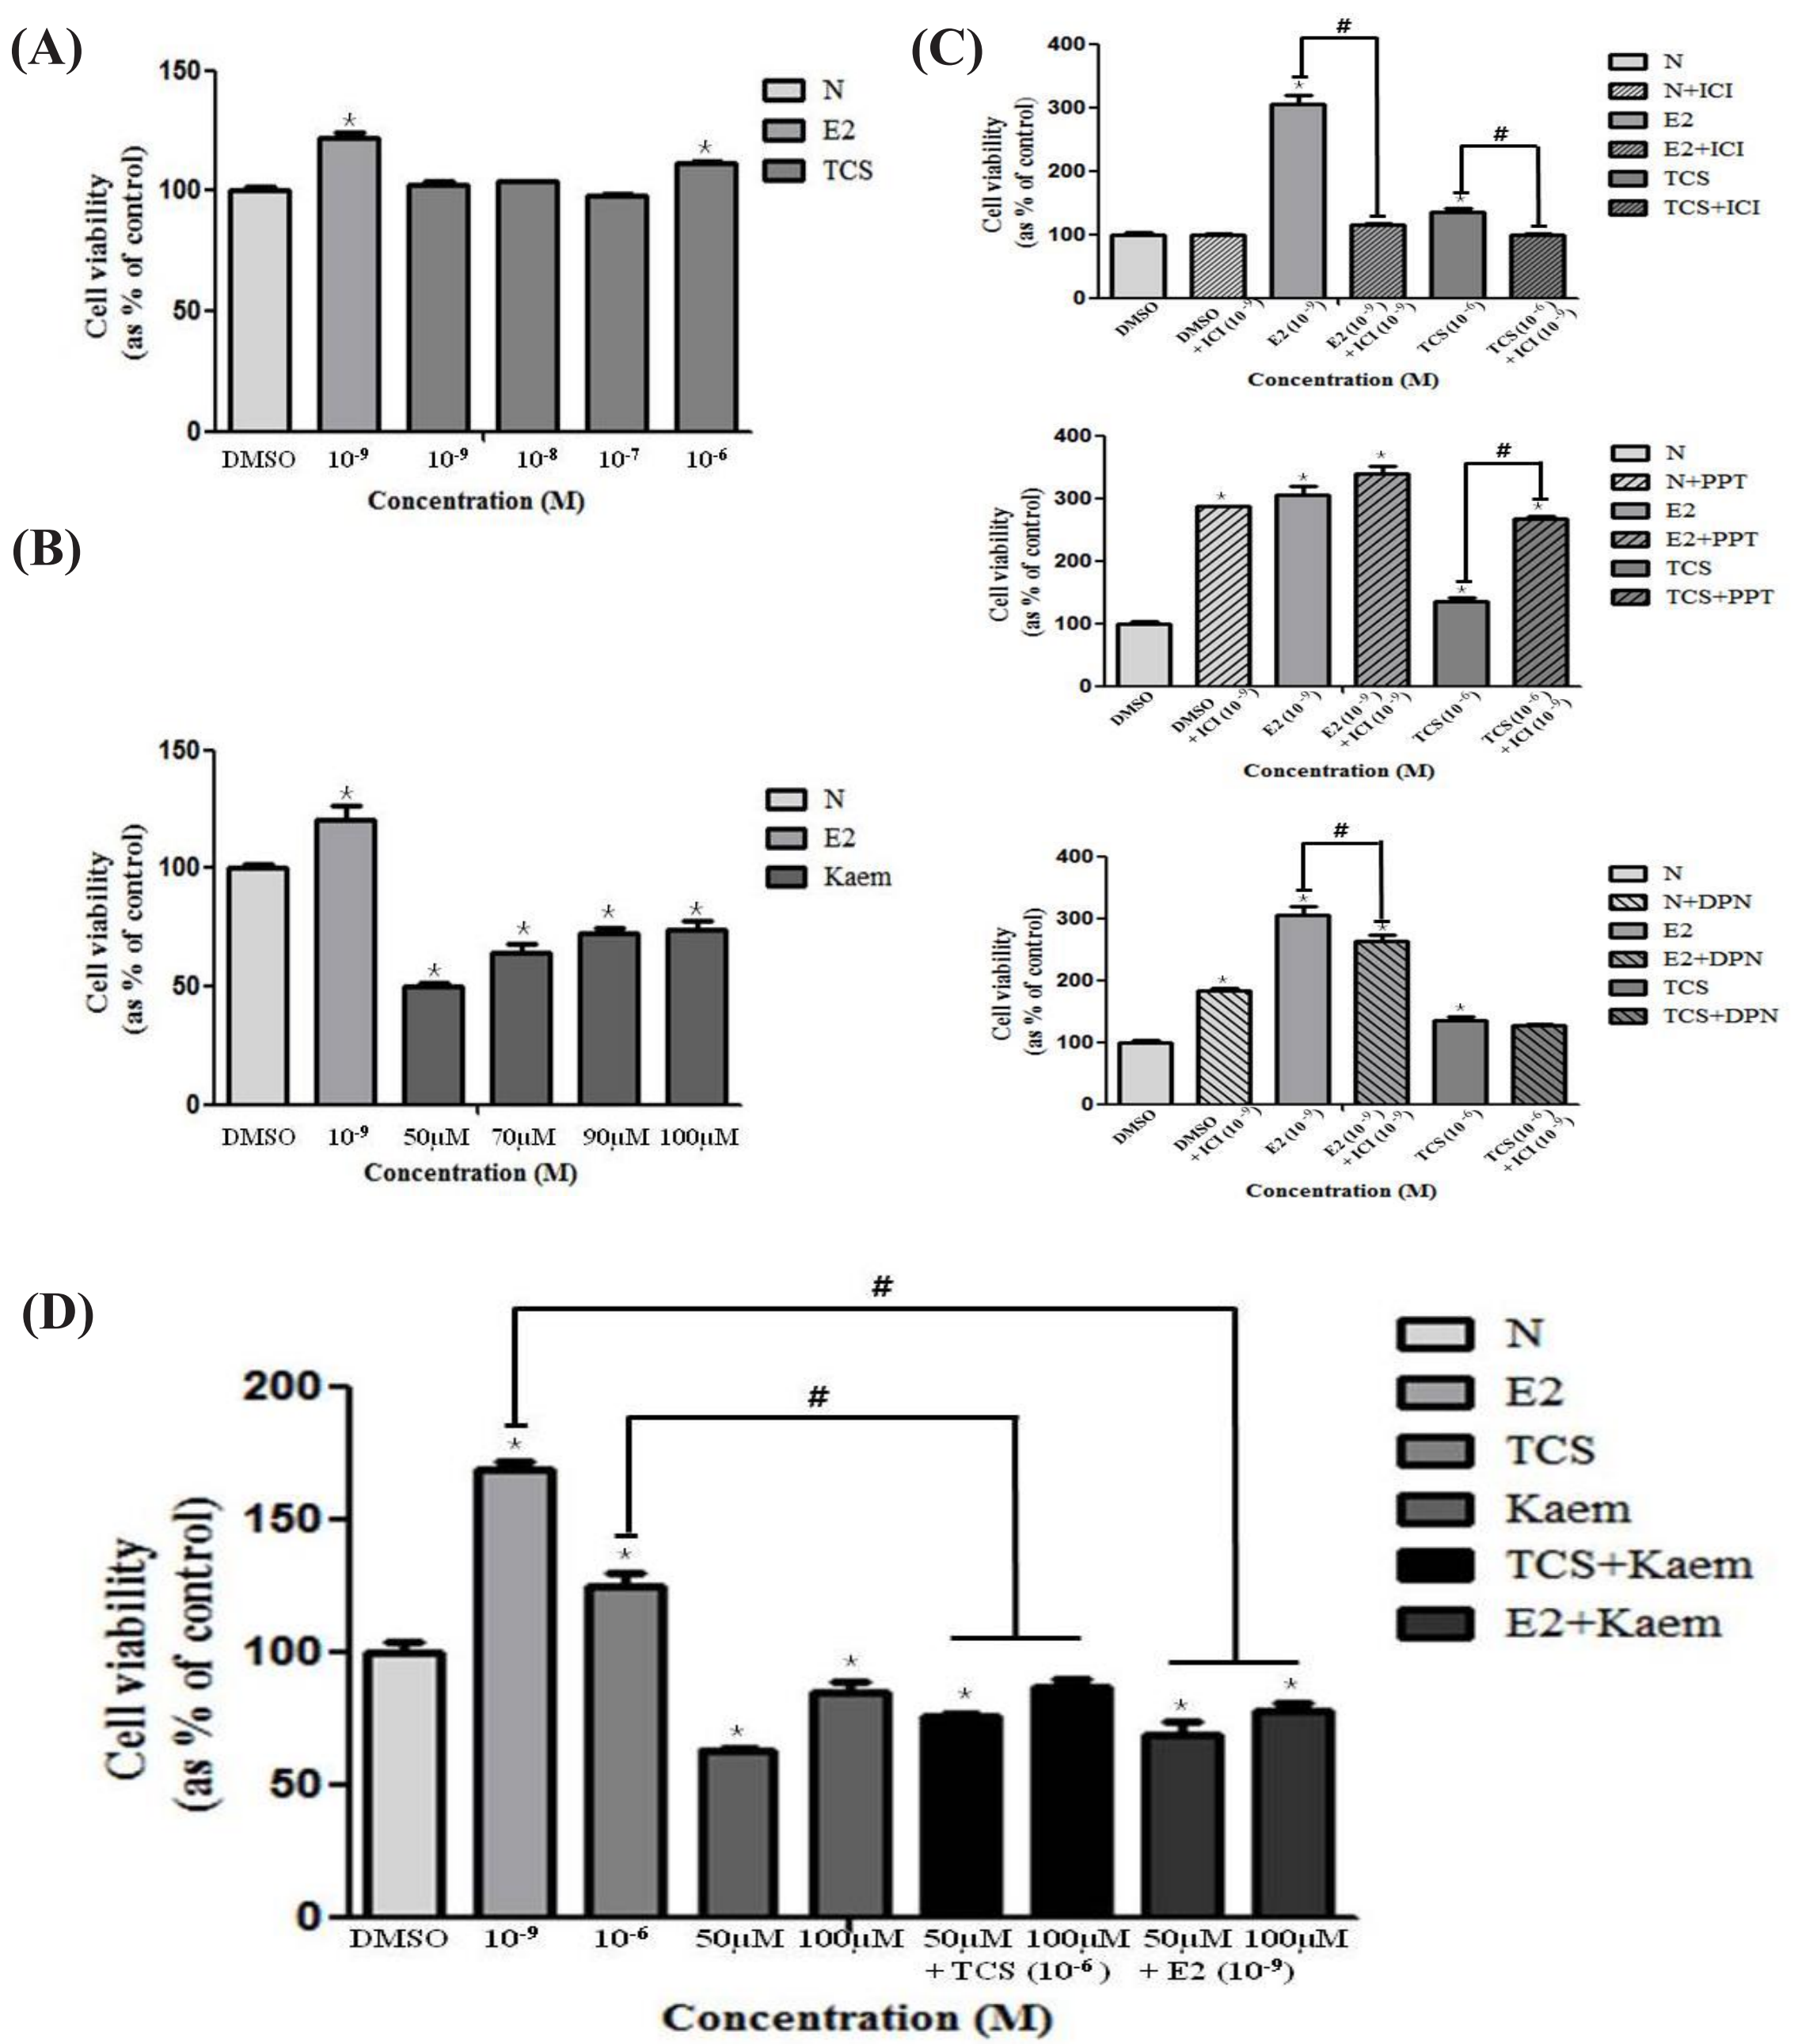 (A)
150
100
50
0
Cell viability
(as % of control)
*
*
DMSO 10⁻⁹ 10⁻⁹ 10⁻⁸ 10⁻⁷ 10⁻⁶
Concentration (M)
N
E2
TCS
(B)
150
100
50
0
Cell viability
(as % of control)
*
*
*
*
*
DMSO 10⁻⁹ 50µM 70µM 90µM 100µM
Concentration (M)
N
E2
Kaem
(C)
400
300
200
100
0
Cell viability
(as % of control)
#
*
#
*
DMSO
DMSO
+ ICI (10⁻⁹)
E2 (10⁻⁹)
E2 (10⁻⁹)
+ ICI (10⁻⁹)
TCS (10⁻⁶)
TCS (10⁻⁶)
+ ICI (10⁻⁹)
Concentration (M)
N
N+ICI
E2
E2+ICI
TCS
TCS+ICI
400
300
200
100
0
Cell viability
(as % of control)
*
*
*
#
*
*
DMSO
DMSO
+ ICI (10⁻⁹)
E2 (10⁻⁹)
E2 (10⁻⁹)
+ ICI (10⁻⁹)
TCS (10⁻⁶)
TCS (10⁻⁶)
+ ICI (10⁻⁹)
Concentration (M)
N
N+PPT
E2
E2+PPT
TCS
TCS+PPT
400
300
200
100
0
Cell viability
(as % of control)
#
*
*
*
*
DMSO
DMSO
+ ICI (10⁻⁹)
E2 (10⁻⁹)
E2 (10⁻⁹)
+ ICI (10⁻⁹)
TCS (10⁻⁶)
TCS (10⁻⁶)
+ ICI (10⁻⁹)
Concentration (M)
N
N+DPN
E2
E2+DPN
TCS
TCS+DPN
(D)
200
150
100
50
0
Cell viability
(as % of control)
#
#
*
*
*
*
*
*
*
DMSO 10⁻⁹ 10⁻⁶ 50µM 100µM 50µM 100µM 50µM 100µM
+ TCS (10⁻⁶) + E2 (10⁻⁹)
Concentration (M)
N
E2
TCS
Kaem
TCS+Kaem
E2+Kaem